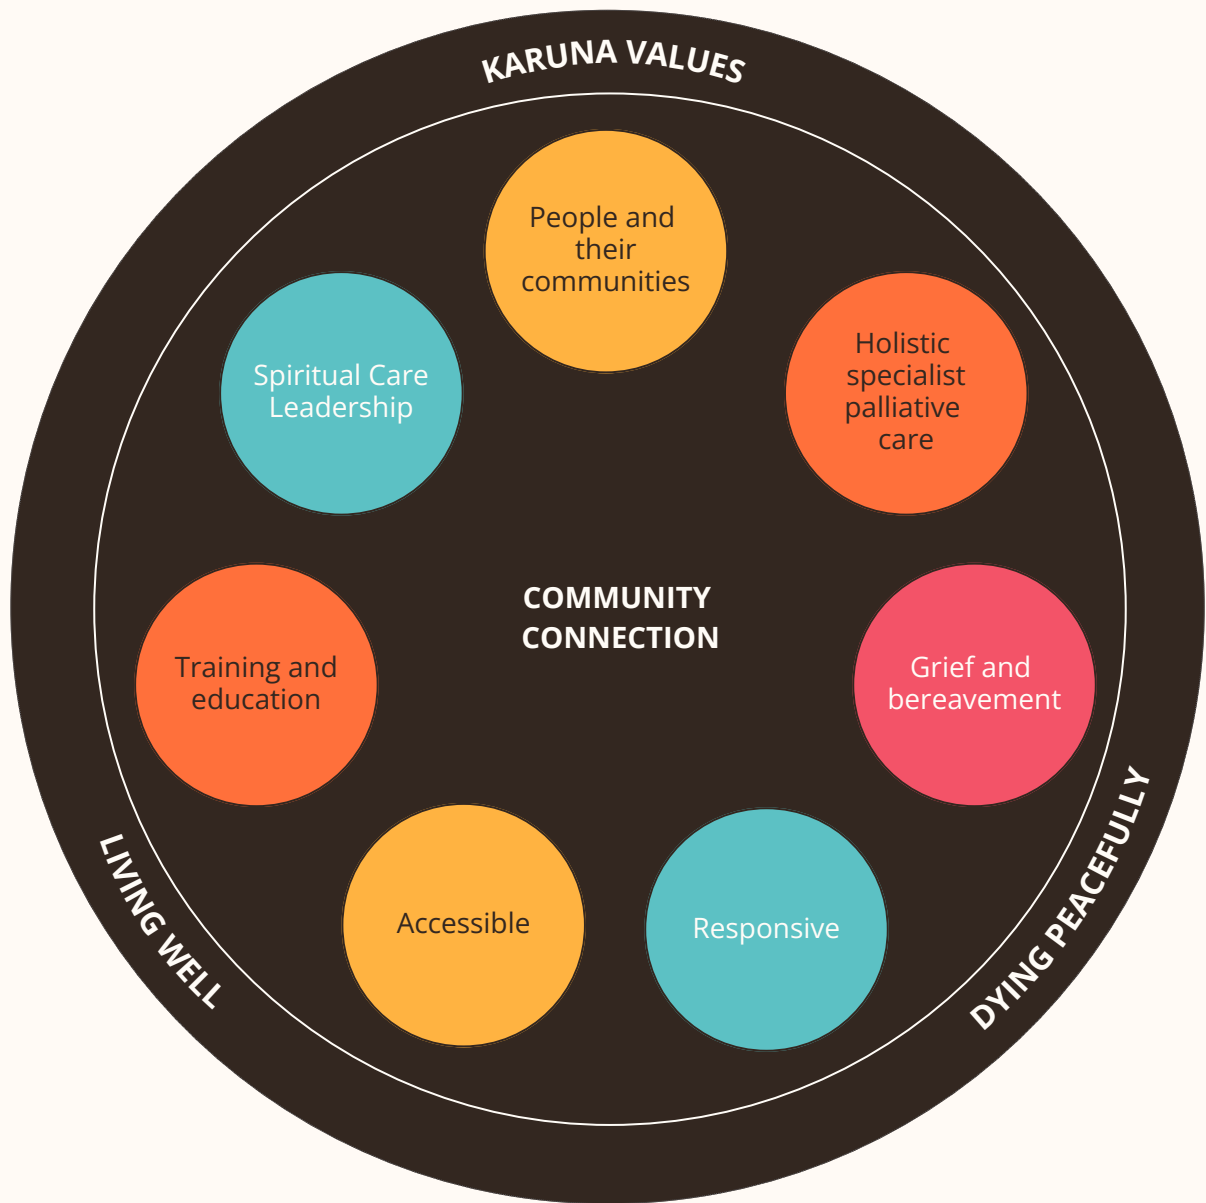 KARUNA VALUES
People and
their
communities
Holistic
specialist
palliative
care
Spiritual Care
Leadership
COMMUNITY
CONNECTION
Training and
education
Grief and
bereavement
Accessible
Responsive
LIVING WELL
DYING PEACEFULLY